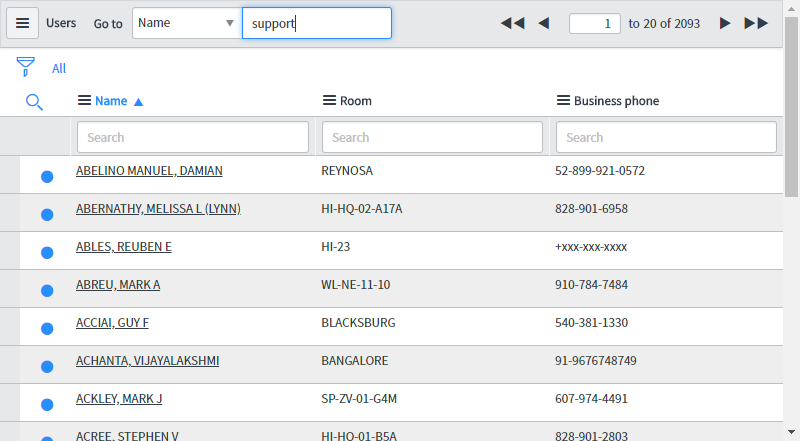 Users Go to Name support 1 to 20 of 2093
All
Name Room Business phone
Search Search Search
ABELINO MANUEL, DAMIAN REYNOSA 52-899-921-0572
ABERNATHY, MELISSA L (LYNN) HI-HQ-02-A17A 828-901-6958
ABLES, REUBEN E HI-23 +xxx-xxx-xxxx
ABREU, MARK A WL-NE-11-10 910-784-7484
ACCIAI, GUY F BLACKSBURG 540-381-1330
ACHANTA, VIJAYALAKSHMI BANGALORE 91-9676748749
ACKLEY, MARK J SP-ZV-01-G4M 607-974-4491
ACREE, STEPHEN V HI-HQ-01-B5A 828-901-2803